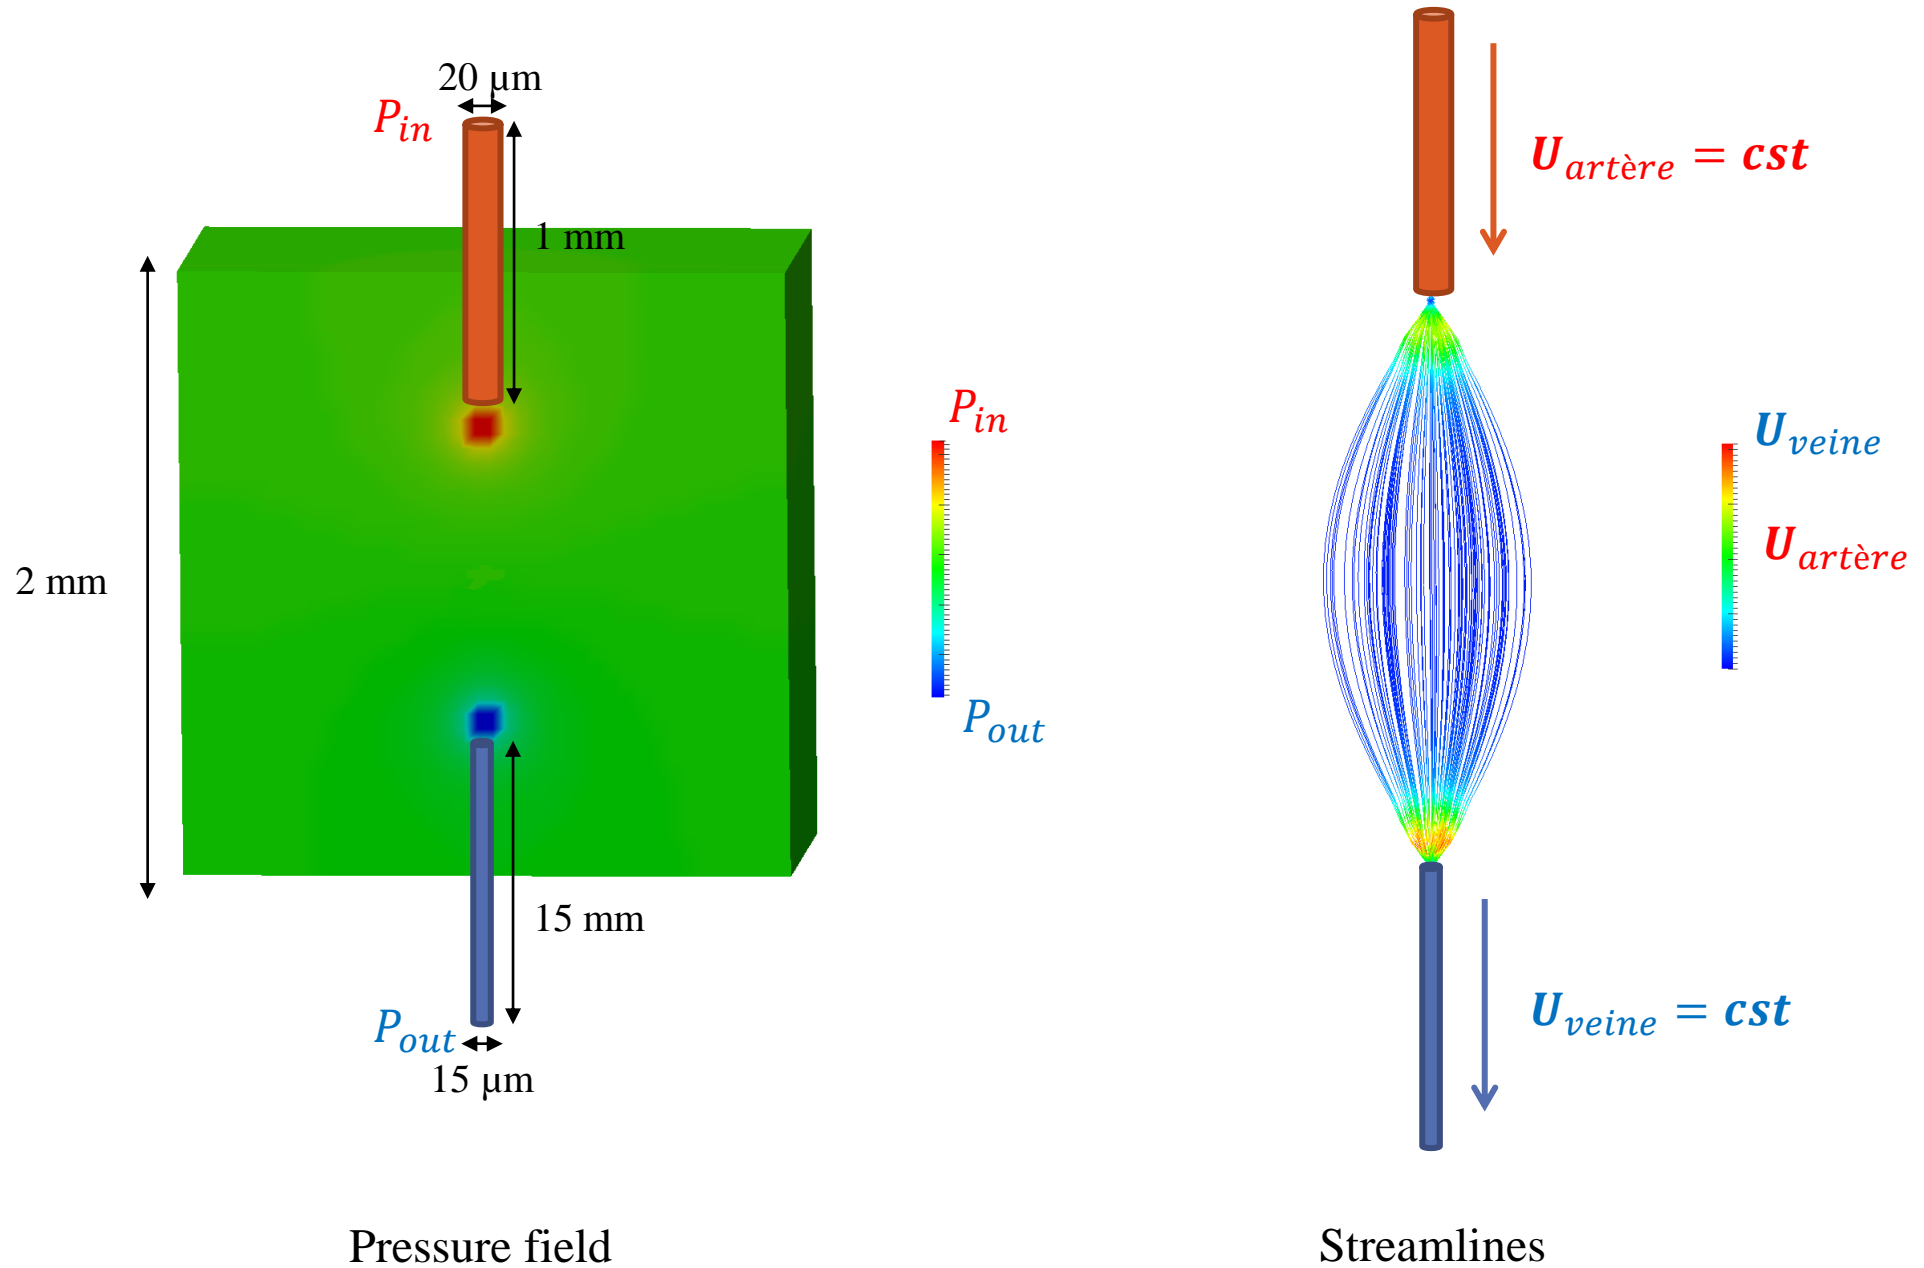 20 µm
P_in
1 mm
2 mm
15 mm
P_out
15 µm
P_in
P_out
Pressure field
U_artère = cst
U_veine
U_artère
U_veine = cst
Streamlines